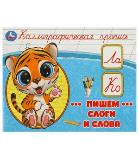 Каллиграфическая пропись
Ла
Ко
••• ПИШЕМ •••
СЛОГИ И СЛОВА